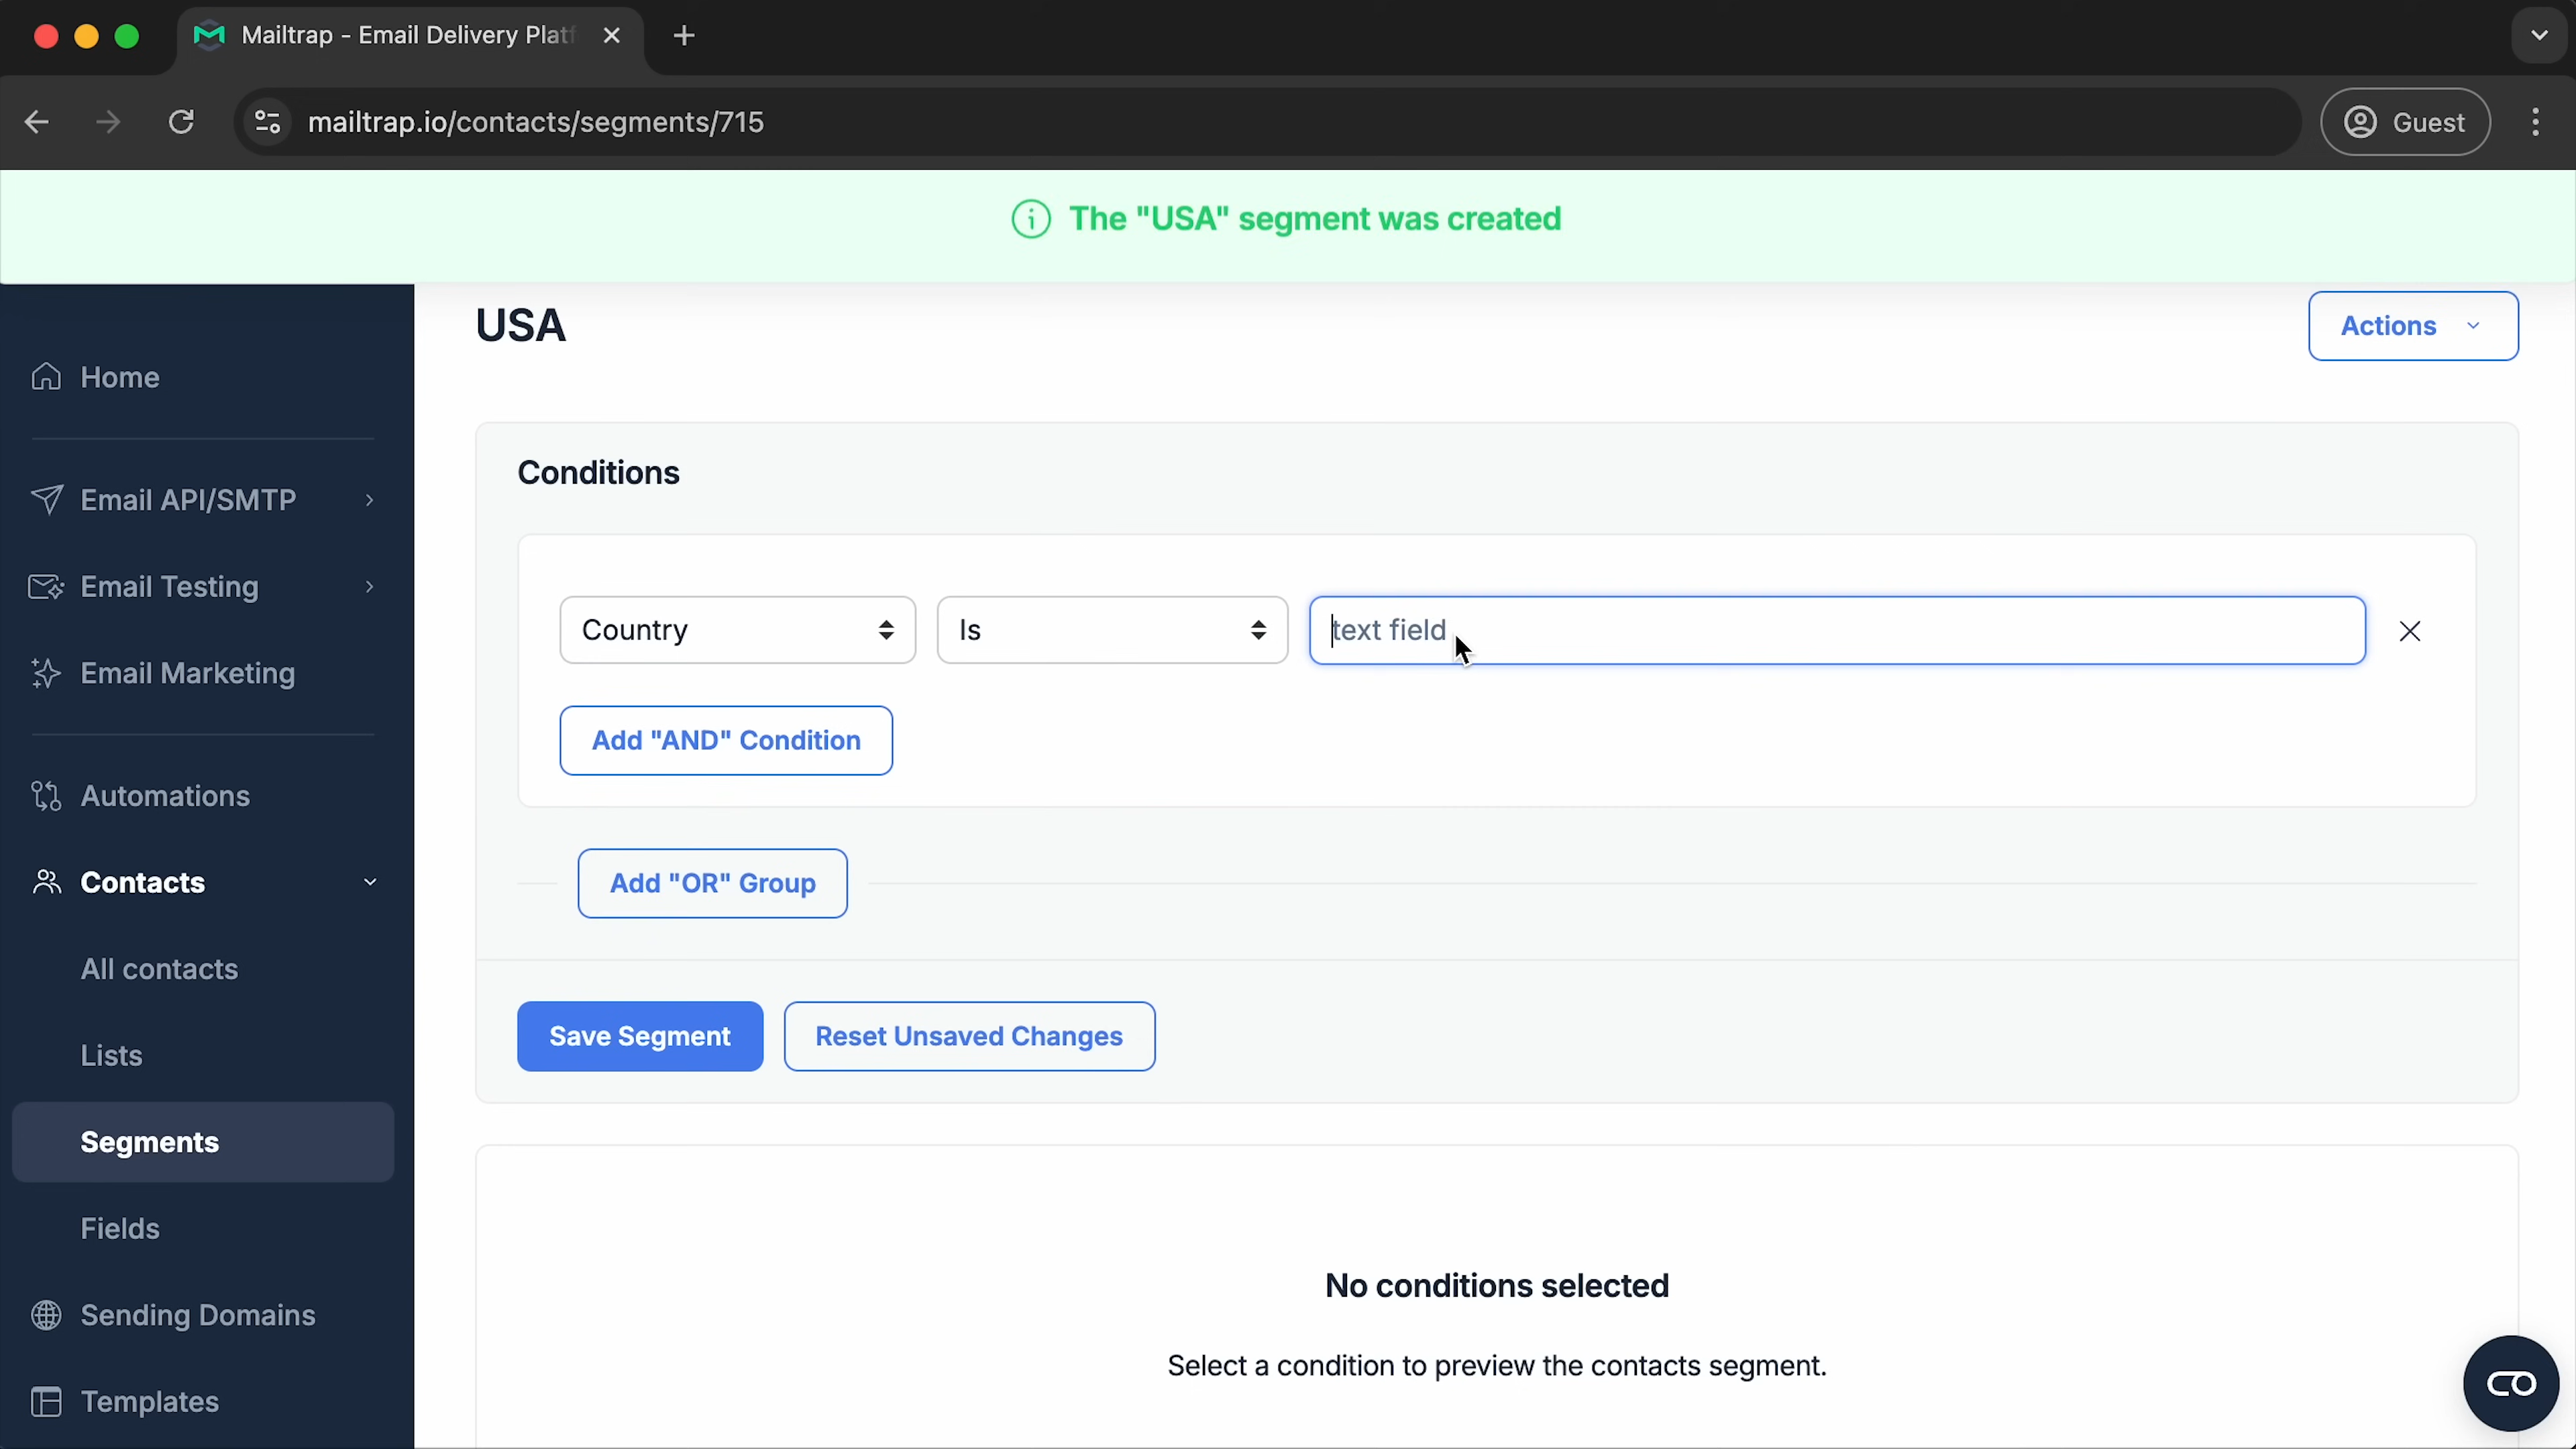 Mailtrap - Email Delivery Platf
mailtrap.io/contacts/segments/715
Guest
The "USA" segment was created
USA
Actions
Home
Email API/SMTP
Email Testing
Email Marketing
Automations
Contacts
All contacts
Lists
Segments
Fields
Sending Domains
Templates
Conditions
Country
Is
text field
Add "AND" Condition
Add "OR" Group
Save Segment
Reset Unsaved Changes
No conditions selected
Select a condition to preview the contacts segment.